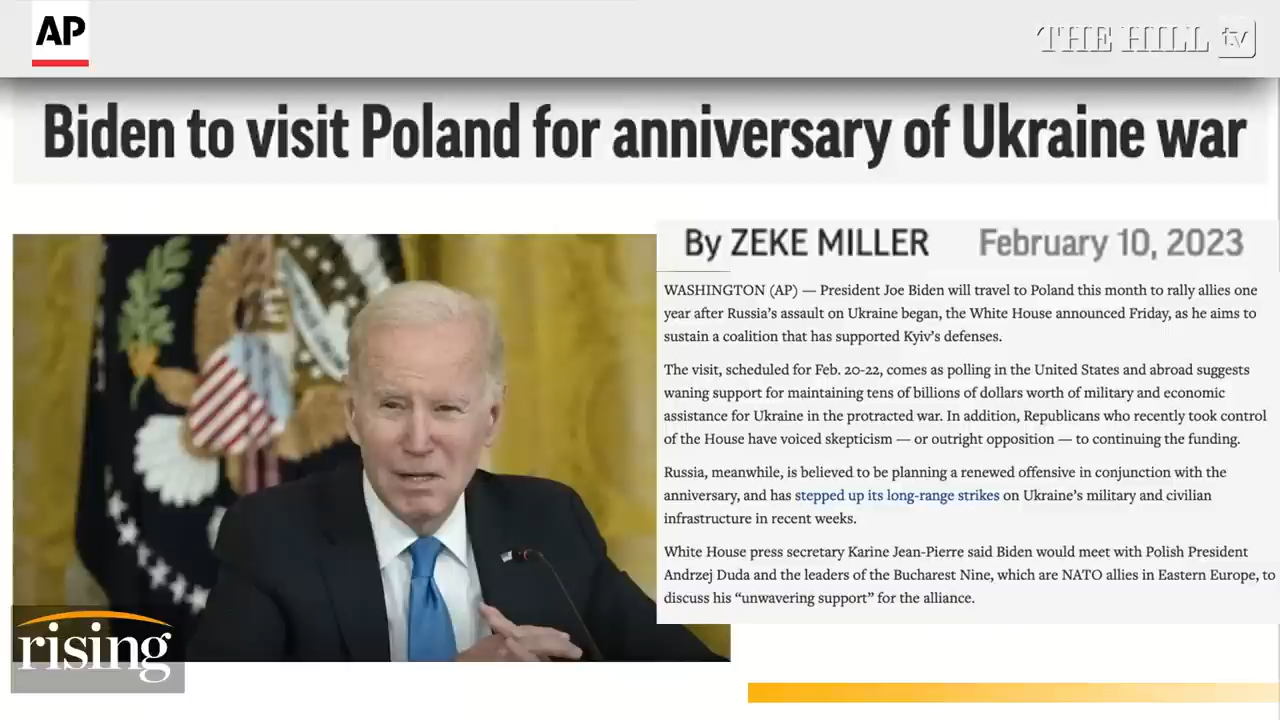 AP
THE HILL tv
Biden to visit Poland for anniversary of Ukraine war
By ZEKE MILLER February 10, 2023
WASHINGTON (AP) — President Joe Biden will travel to Poland this month to rally allies one
year after Russia's assault on Ukraine began, the White House announced Friday, as he aims to
sustain a coalition that has supported Kyiv's defenses.
The visit, scheduled for Feb. 20-22, comes as polling in the United States and abroad suggests
waning support for maintaining tens of billions of dollars worth of military and economic
assistance for Ukraine in the protracted war. In addition, Republicans who recently took control
of the House have voiced skepticism — or outright opposition — to continuing the funding.
Russia, meanwhile, is believed to be planning a renewed offensive in conjunction with the
anniversary, and has stepped up its long-range strikes on Ukraine's military and civilian
infrastructure in recent weeks.
White House press secretary Karine Jean-Pierre said Biden would meet with Polish President
Andrzej Duda and the leaders of the Bucharest Nine, which are NATO allies in Eastern Europe, to
discuss his “unwavering support” for the alliance.
rising